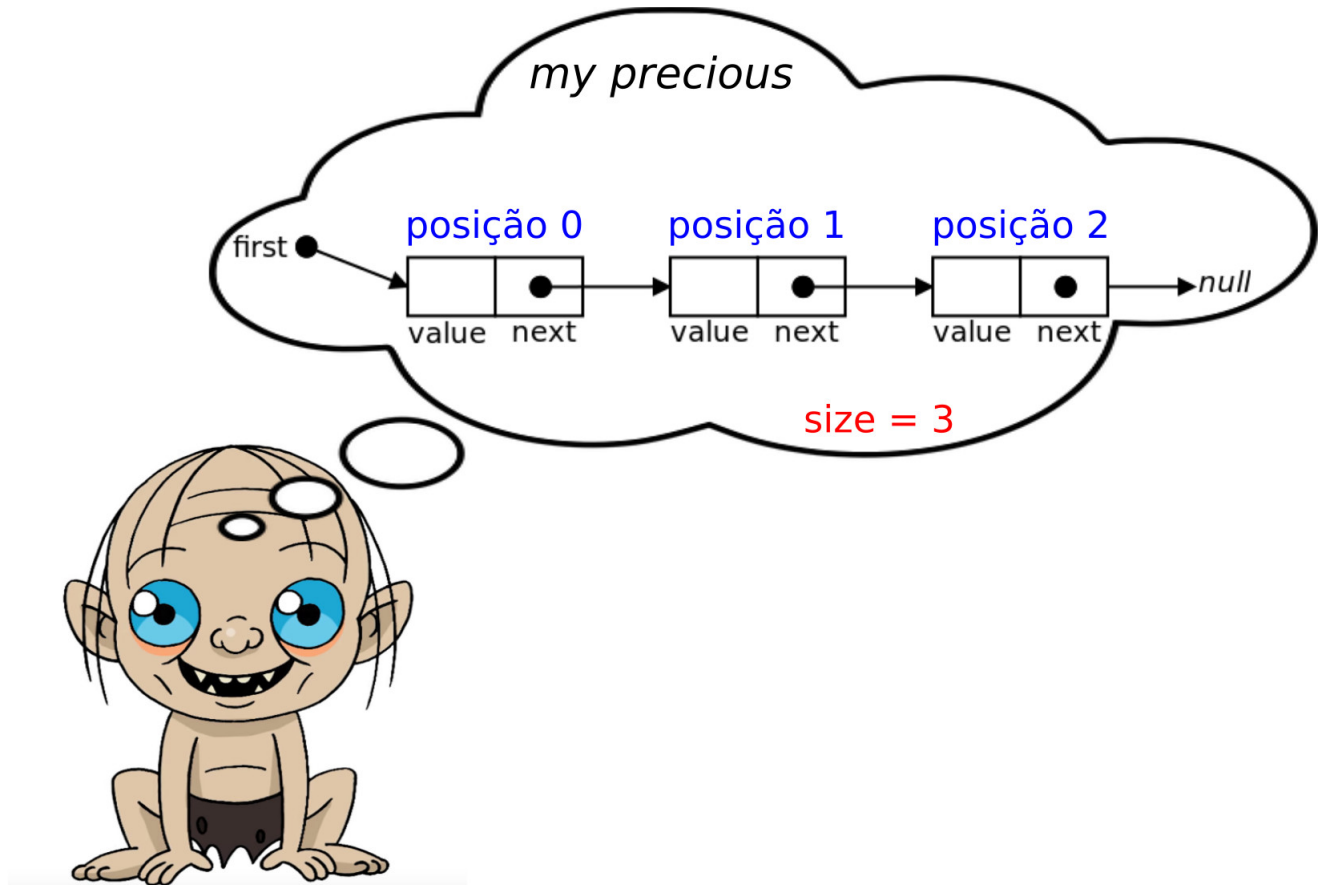 my precious
posição 0 posição 1 posição 2
first
null
value next value next value next
size = 3